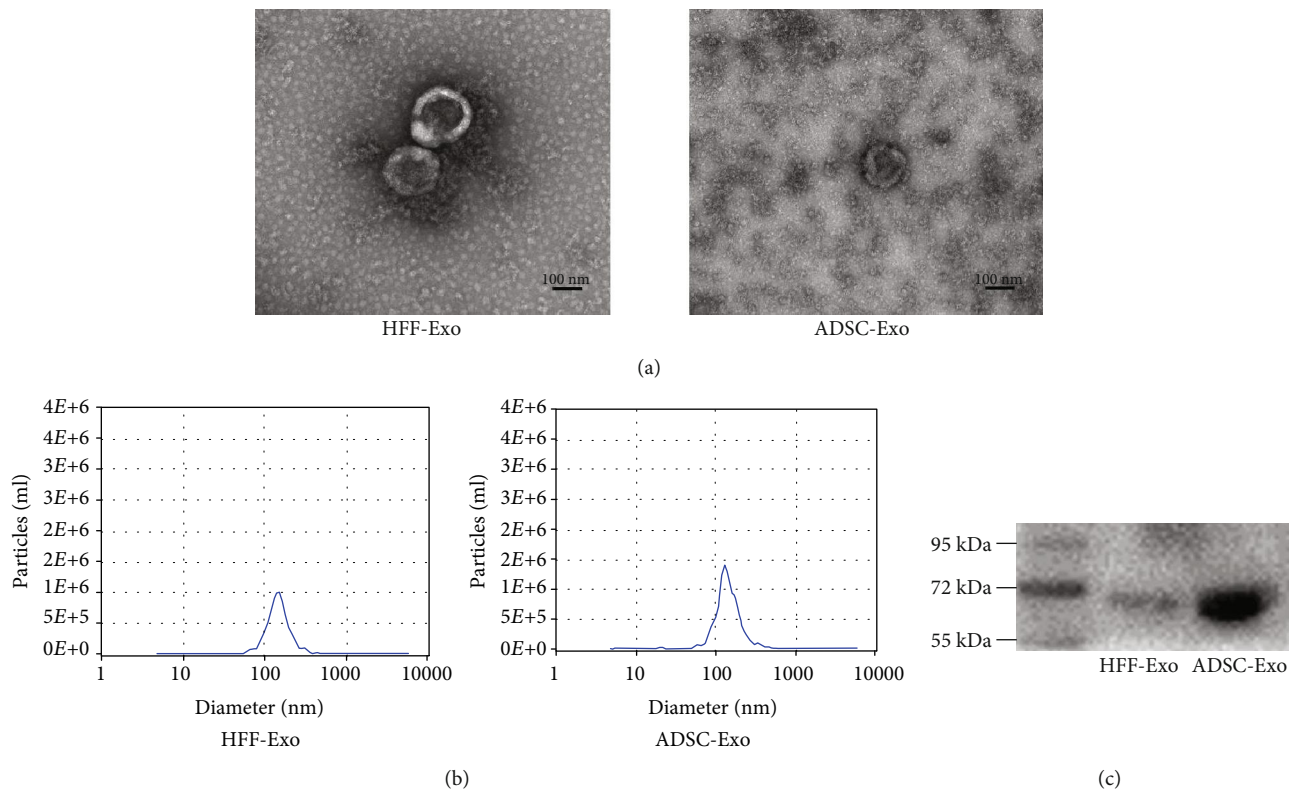 100 nm
HFF-Exo
100 nm
ADSC-Exo
(a)
Particles (ml)
4E+6
4E+6
3E+6
3E+6
2E+6
2E+6
1E+6
5E+5
0E+0
1 10 100 1000 10000
Diameter (nm)
HFF-Exo
Particles (ml)
4E+6
4E+6
3E+6
3E+6
2E+6
2E+6
1E+6
5E+5
0E+0
1 10 100 1000 10000
Diameter (nm)
ADSC-Exo
(b)
95 kDa
72 kDa
55 kDa
HFF-Exo ADSC-Exo
(c)